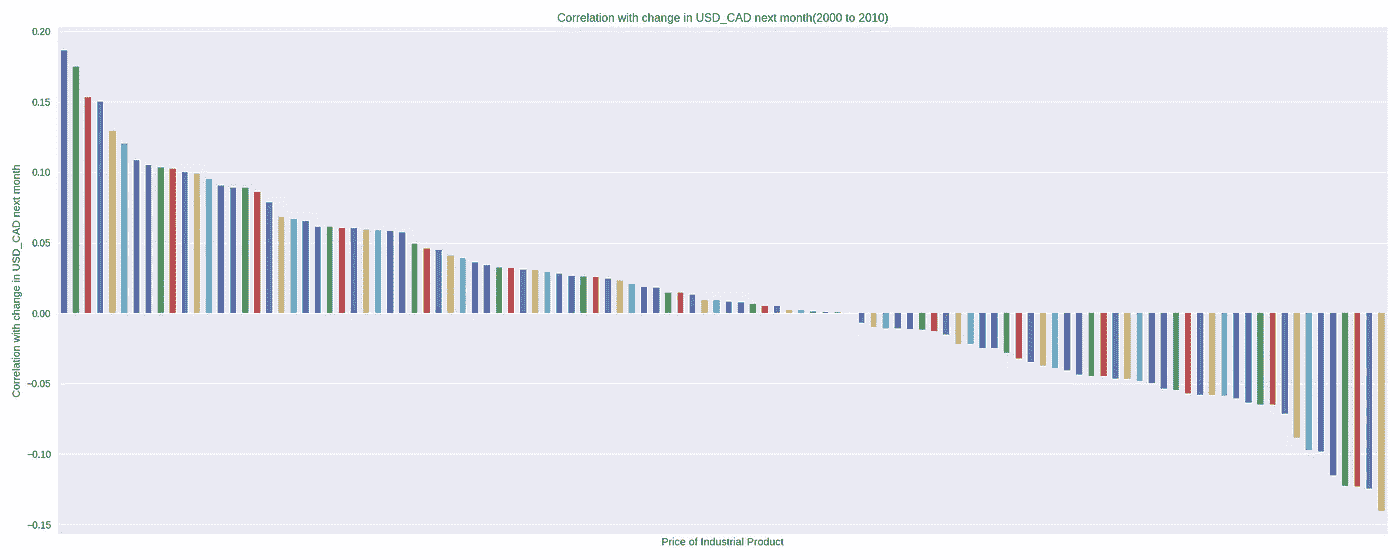 Correlation with change in USD_CAD next month(2000 to 2010)
0.20
0.15
0.10
0.05
0.00
−0.05
−0.10
−0.15
Correlation with change in USD_CAD next month
Price of Industrial Product